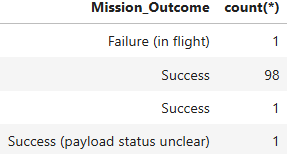 Mission_Outcome count(*)
Failure (in flight) 1
Success 98
Success 1
Success (payload status unclear) 1